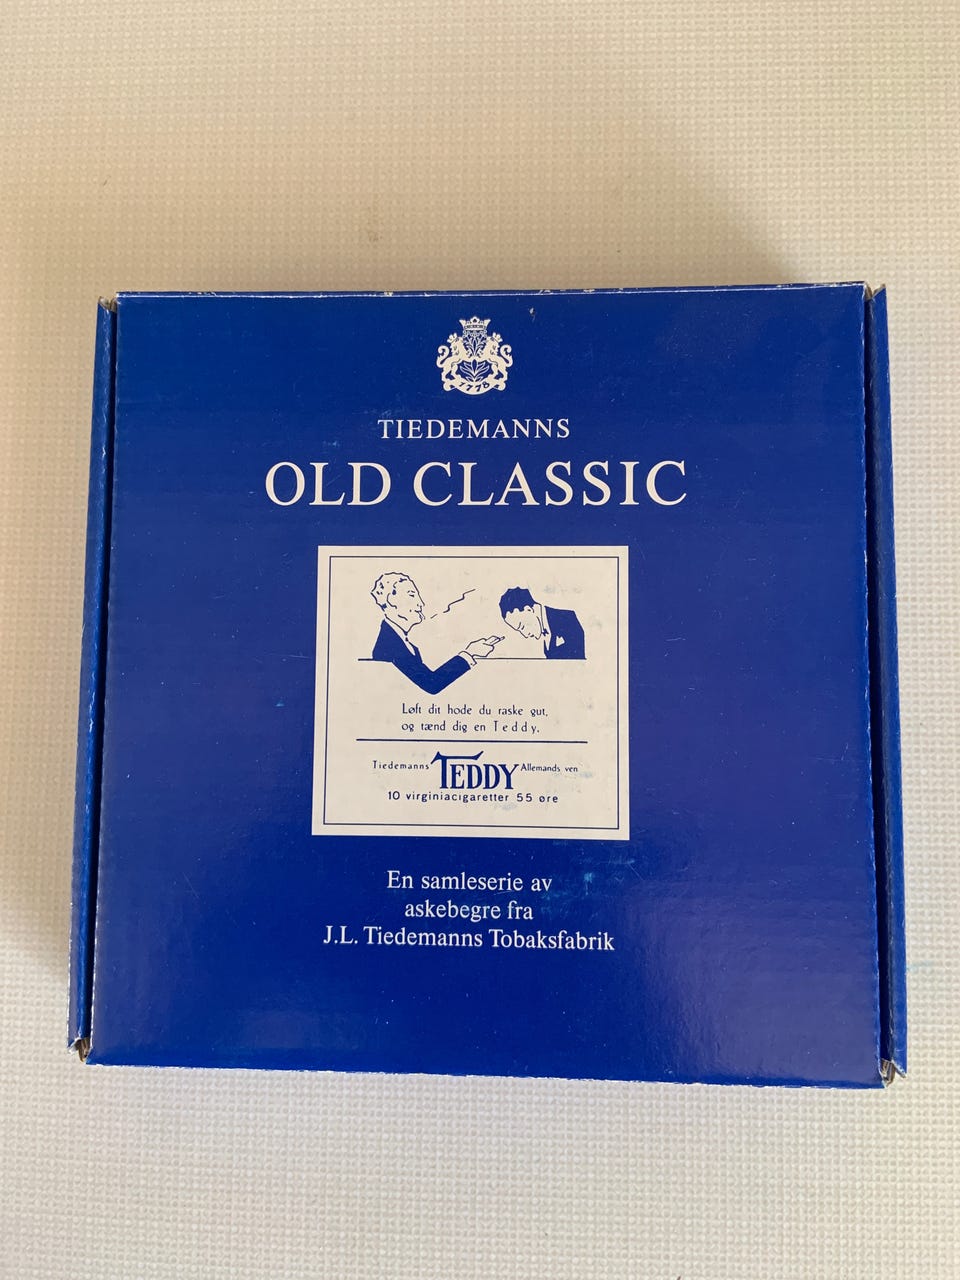 1778
TIEDEMANNS
OLD CLASSIC
Løft dit hode du raske gut,
og tænd dig en Teddy.
Tiedemanns TEDDY Allemands ven
10 virginiacigaretter 55 øre
En samleserie av
askebegre fra
J.L. Tiedemanns Tobaksfabrik